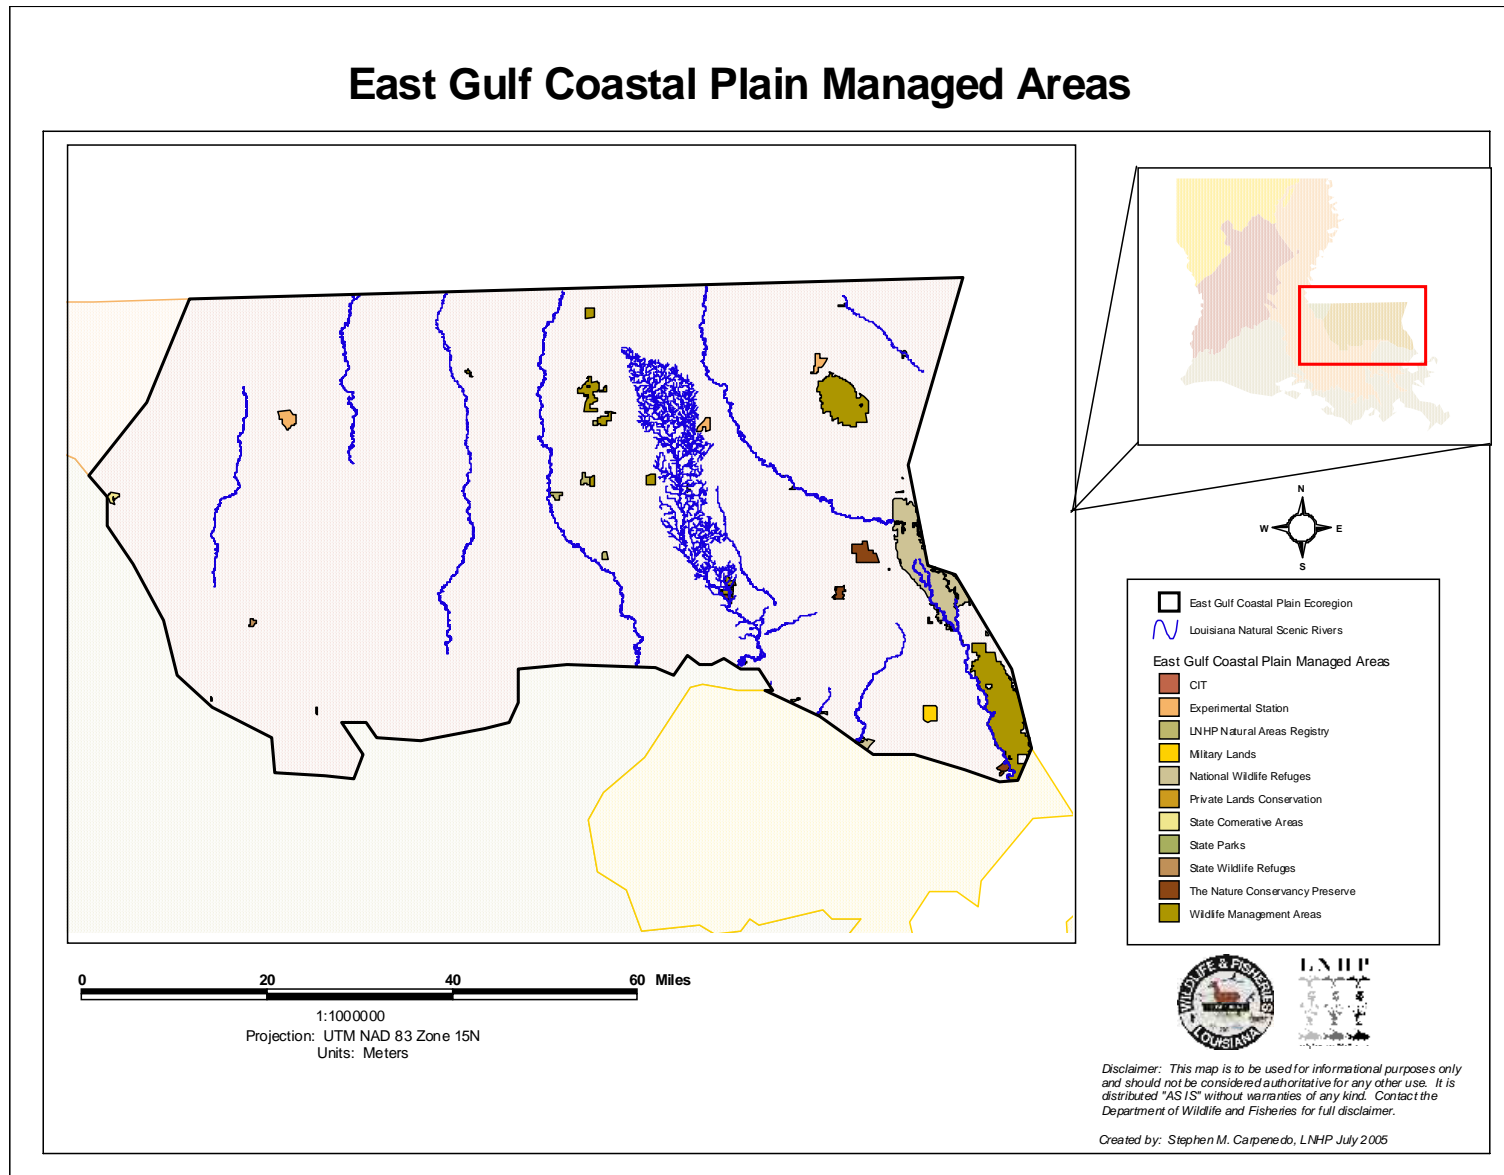 East Gulf Coastal Plain Managed Areas
N
W E
S
East Gulf Coastal Plain Ecoregion
Louisiana Natural Scenic Rivers
East Gulf Coastal Plain Managed Areas
CIT
Experimental Station
LNHP Natural Areas Registry
Military Lands
National Wildlife Refuges
Private Lands Conservation
State Comerative Areas
State Parks
State Wildlife Refuges
The Nature Conservancy Preserve
Wildlife Management Areas
0 20 40 60 Miles
1:1000000
Projection: UTM NAD 83 Zone 15N
Units: Meters
WILDLIFE & FISHERIES
LOUISIANA
LNHP
Disclaimer: This map is to be used for informational purposes only
and should not be considered authoritative for any other use. It is
distributed "AS IS" without warranties of any kind. Contact the
Department of Wildlife and Fisheries for full disclaimer.
Created by: Stephen M. Carpenedo, LNHP July 2005